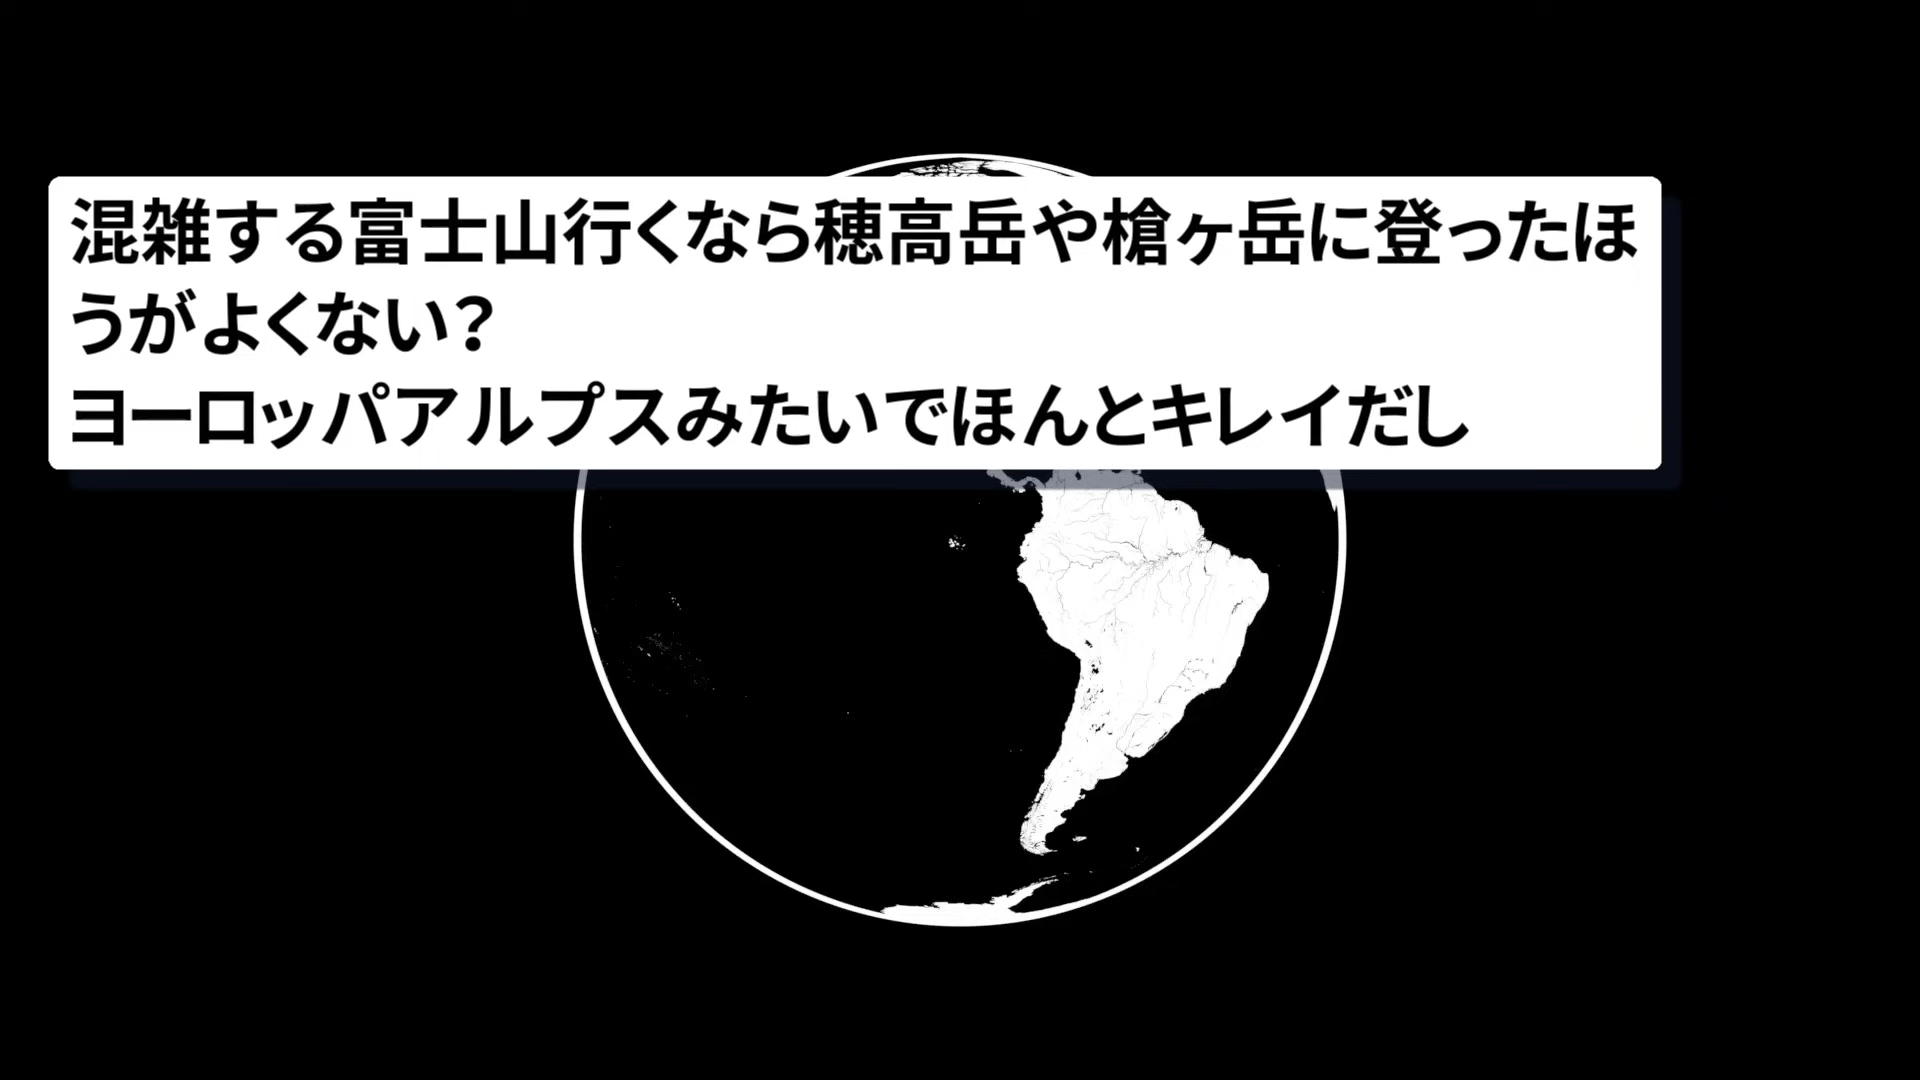 混雑する富士山行くなら穂高岳や槍ヶ岳に登ったほ
うがよくない？
ヨーロッパアルプスみたいでほんとキレイだし